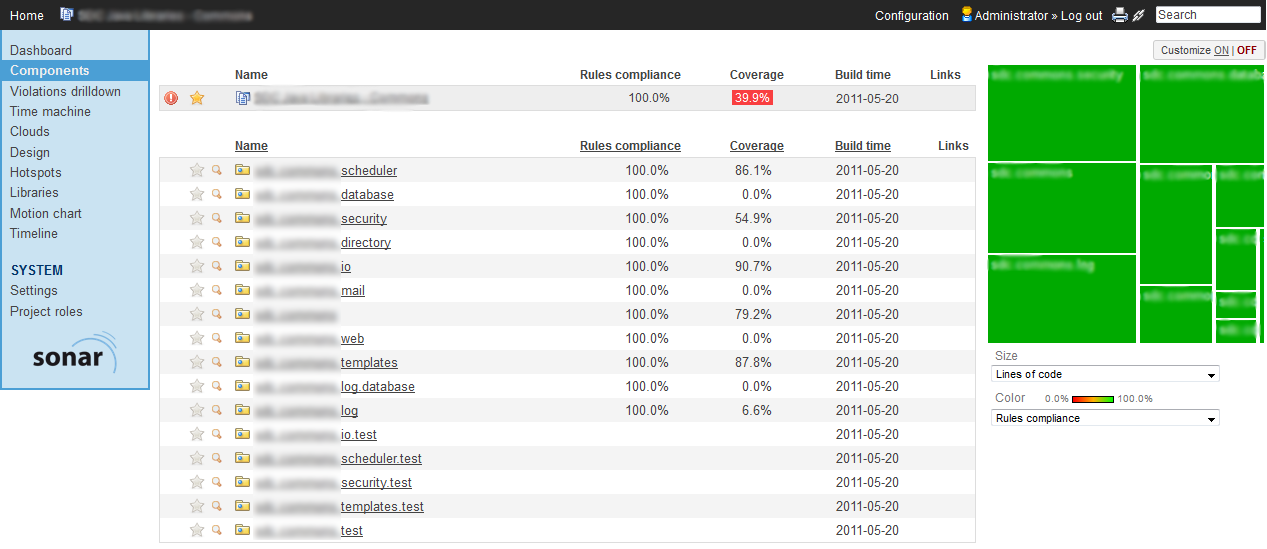 Home
Configuration Administrator » Log out Search
Customize ON | OFF
Dashboard
Components
Violations drilldown
Time machine
Clouds
Design
Hotspots
Libraries
Motion chart
Timeline
SYSTEM
Settings
Project roles
sonar
Name Rules compliance Coverage Build time Links
100.0% 39.9% 2011-05-20
Name Rules compliance Coverage Build time Links
scheduler 100.0% 86.1% 2011-05-20
database 100.0% 0.0% 2011-05-20
security 100.0% 54.9% 2011-05-20
directory 100.0% 0.0% 2011-05-20
io 100.0% 90.7% 2011-05-20
mail 100.0% 0.0% 2011-05-20
100.0% 79.2% 2011-05-20
web 100.0% 0.0% 2011-05-20
templates 100.0% 87.8% 2011-05-20
log.database 100.0% 0.0% 2011-05-20
log 100.0% 6.6% 2011-05-20
io.test 2011-05-20
scheduler.test 2011-05-20
security.test 2011-05-20
templates.test 2011-05-20
test 2011-05-20
Size
Lines of code
Color 0.0% 100.0%
Rules compliance